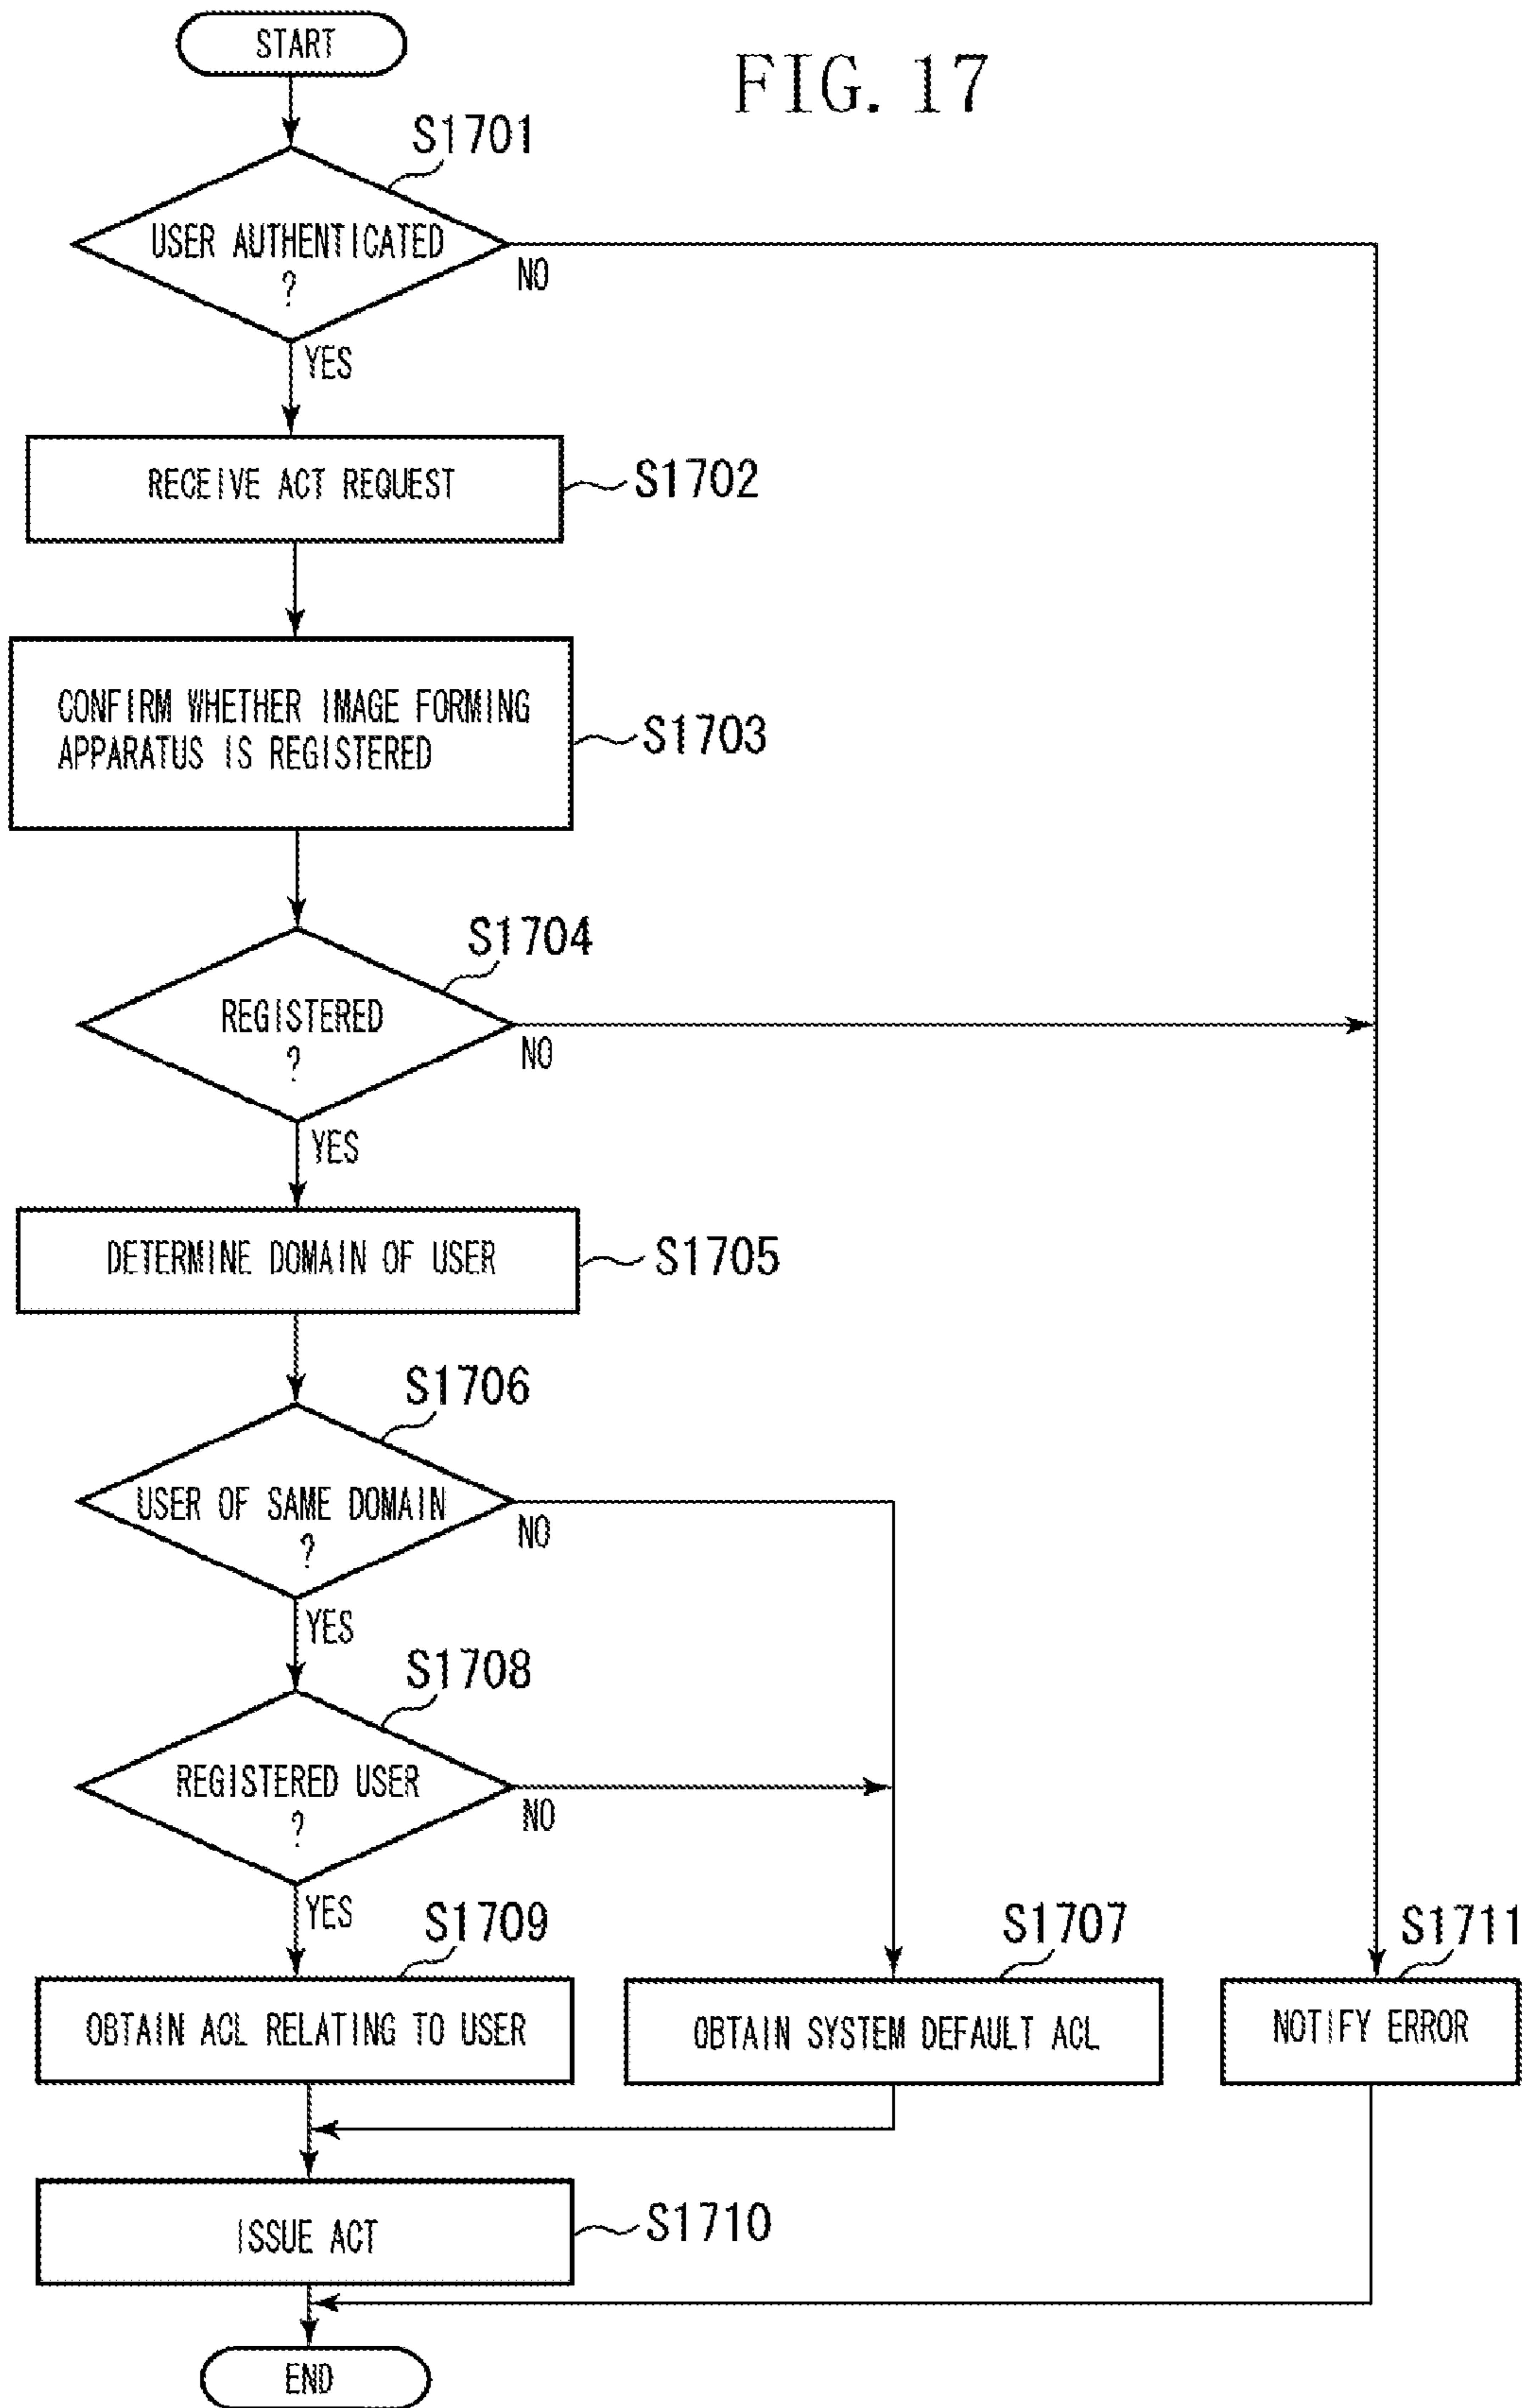 START
FIG. 17
S1701
USER AUTHENTICATED
?
NO
YES
RECEIVE ACT REQUEST
S1702
CONFIRM WHETHER IMAGE FORMING
APPARATUS IS REGISTERED
S1703
S1704
REGISTERED
?
NO
YES
DETERMINE DOMAIN OF USER
S1705
S1706
USER OF SAME DOMAIN
?
NO
YES
S1708
REGISTERED USER
?
NO
YES
S1709
OBTAIN ACL RELATING TO USER
S1707
OBTAIN SYSTEM DEFAULT ACL
S1711
NOTIFY ERROR
ISSUE ACT
S1710
END